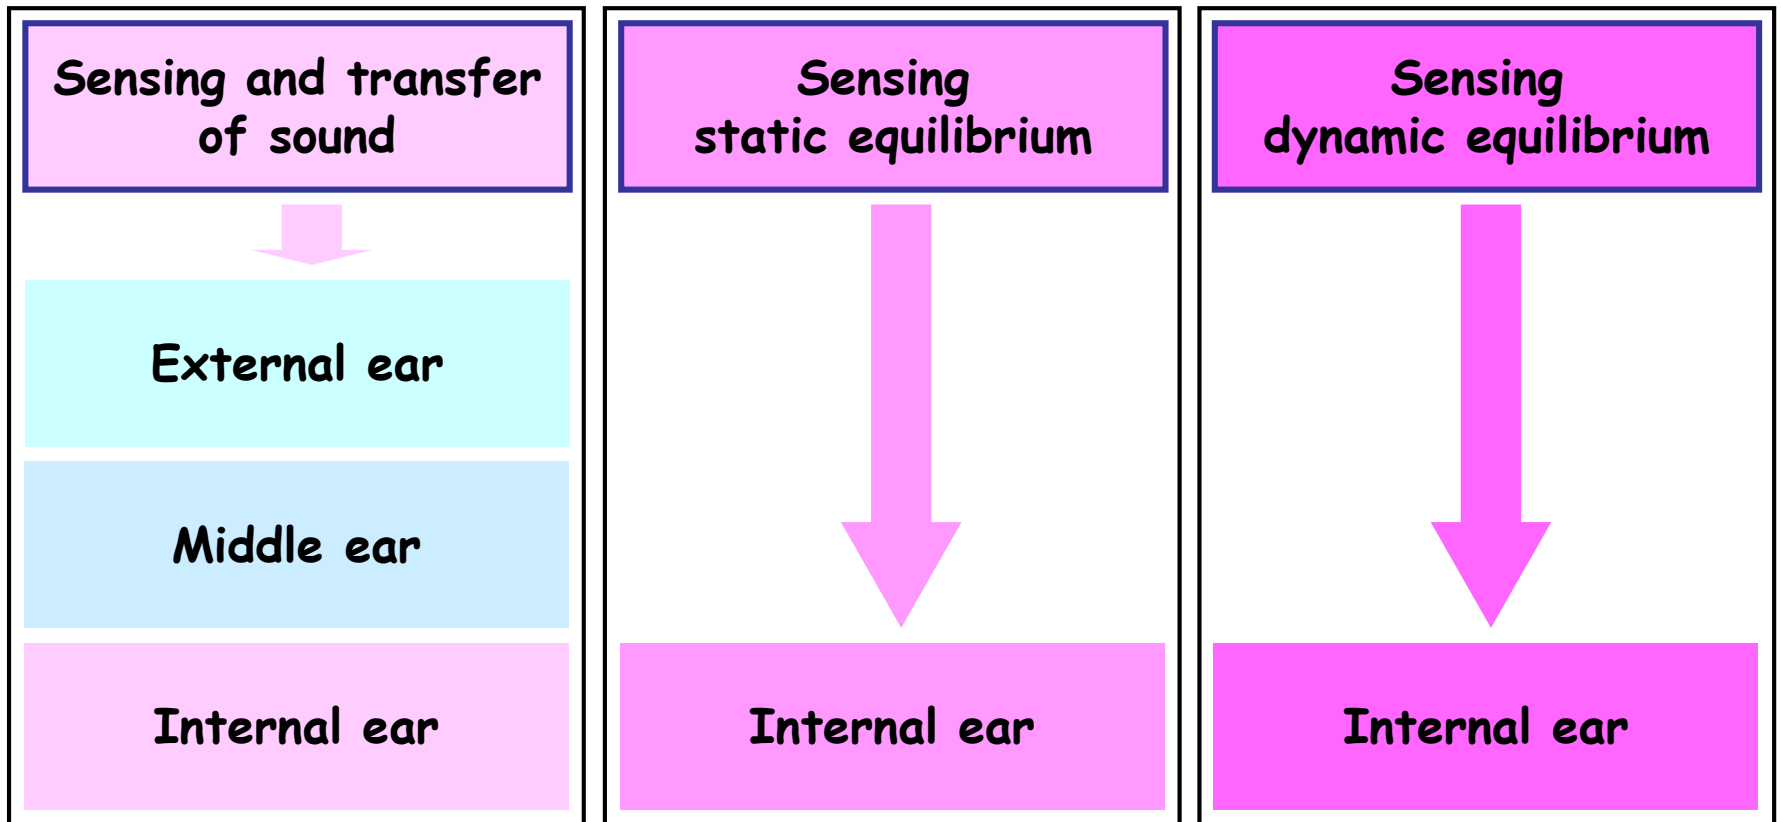 Sensing and transfer
of sound
External ear
Middle ear
Internal ear
Sensing
static equilibrium
Internal ear
Sensing
dynamic equilibrium
Internal ear